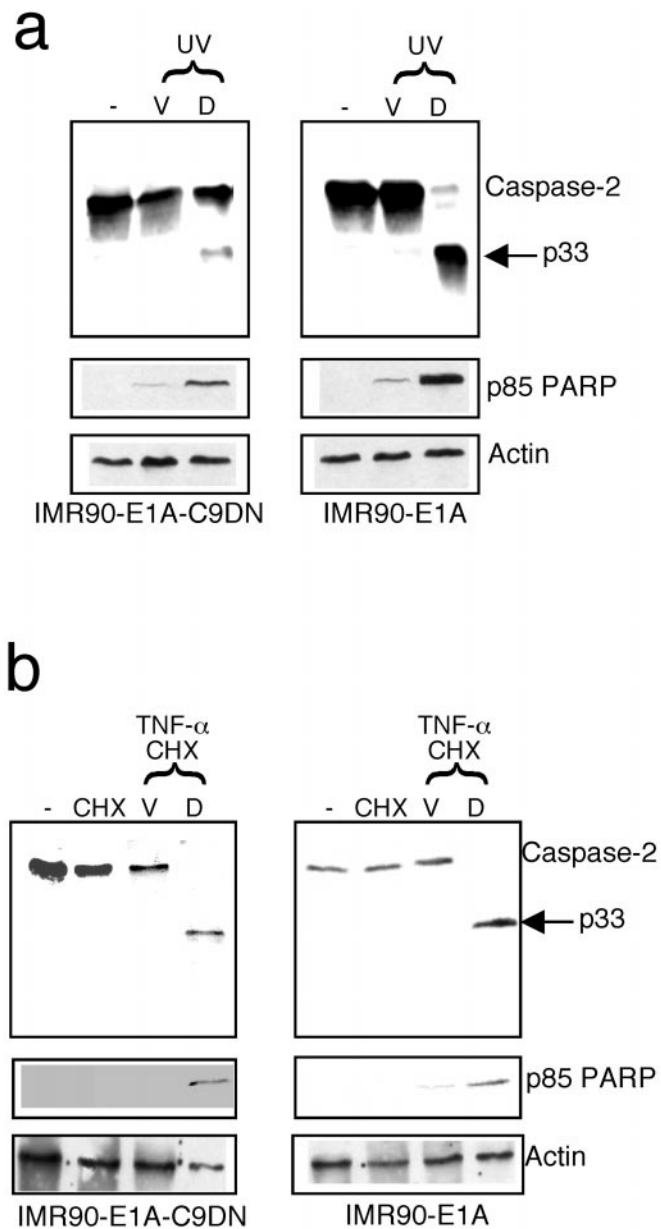 a
UV UV
- V D - V D
Caspase-2
p33
p85 PARP
Actin
IMR90-E1A-C9DN IMR90-E1A
b
TNF-α TNF-α
CHX CHX
- CHX V D - CHX V D
Caspase-2
p33
p85 PARP
Actin
IMR90-E1A-C9DN IMR90-E1A